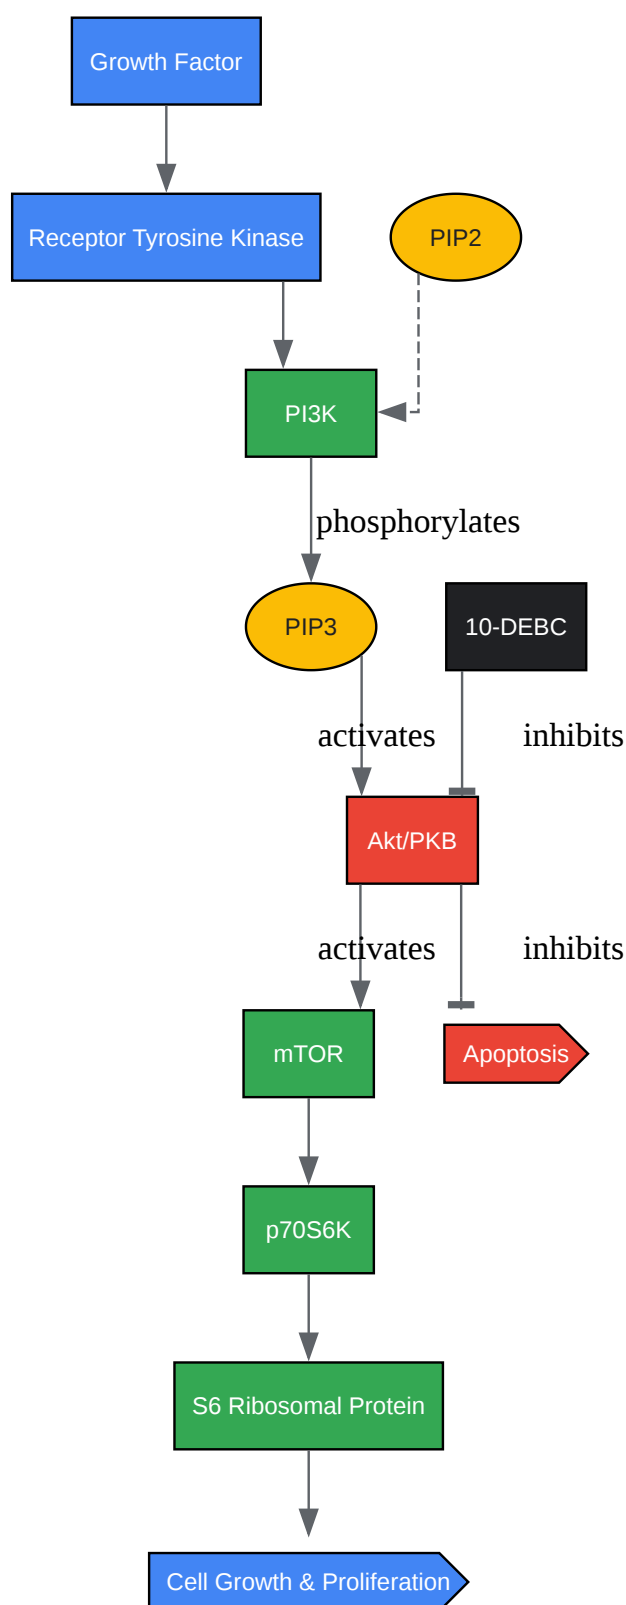 Growth Factor
Receptor Tyrosine Kinase
PIP2
PI3K
phosphorylates
PIP3
10-DEBC
activates
inhibits
Akt/PKB
activates
inhibits
mTOR
Apoptosis
p70S6K
S6 Ribosomal Protein
Cell Growth & Proliferation